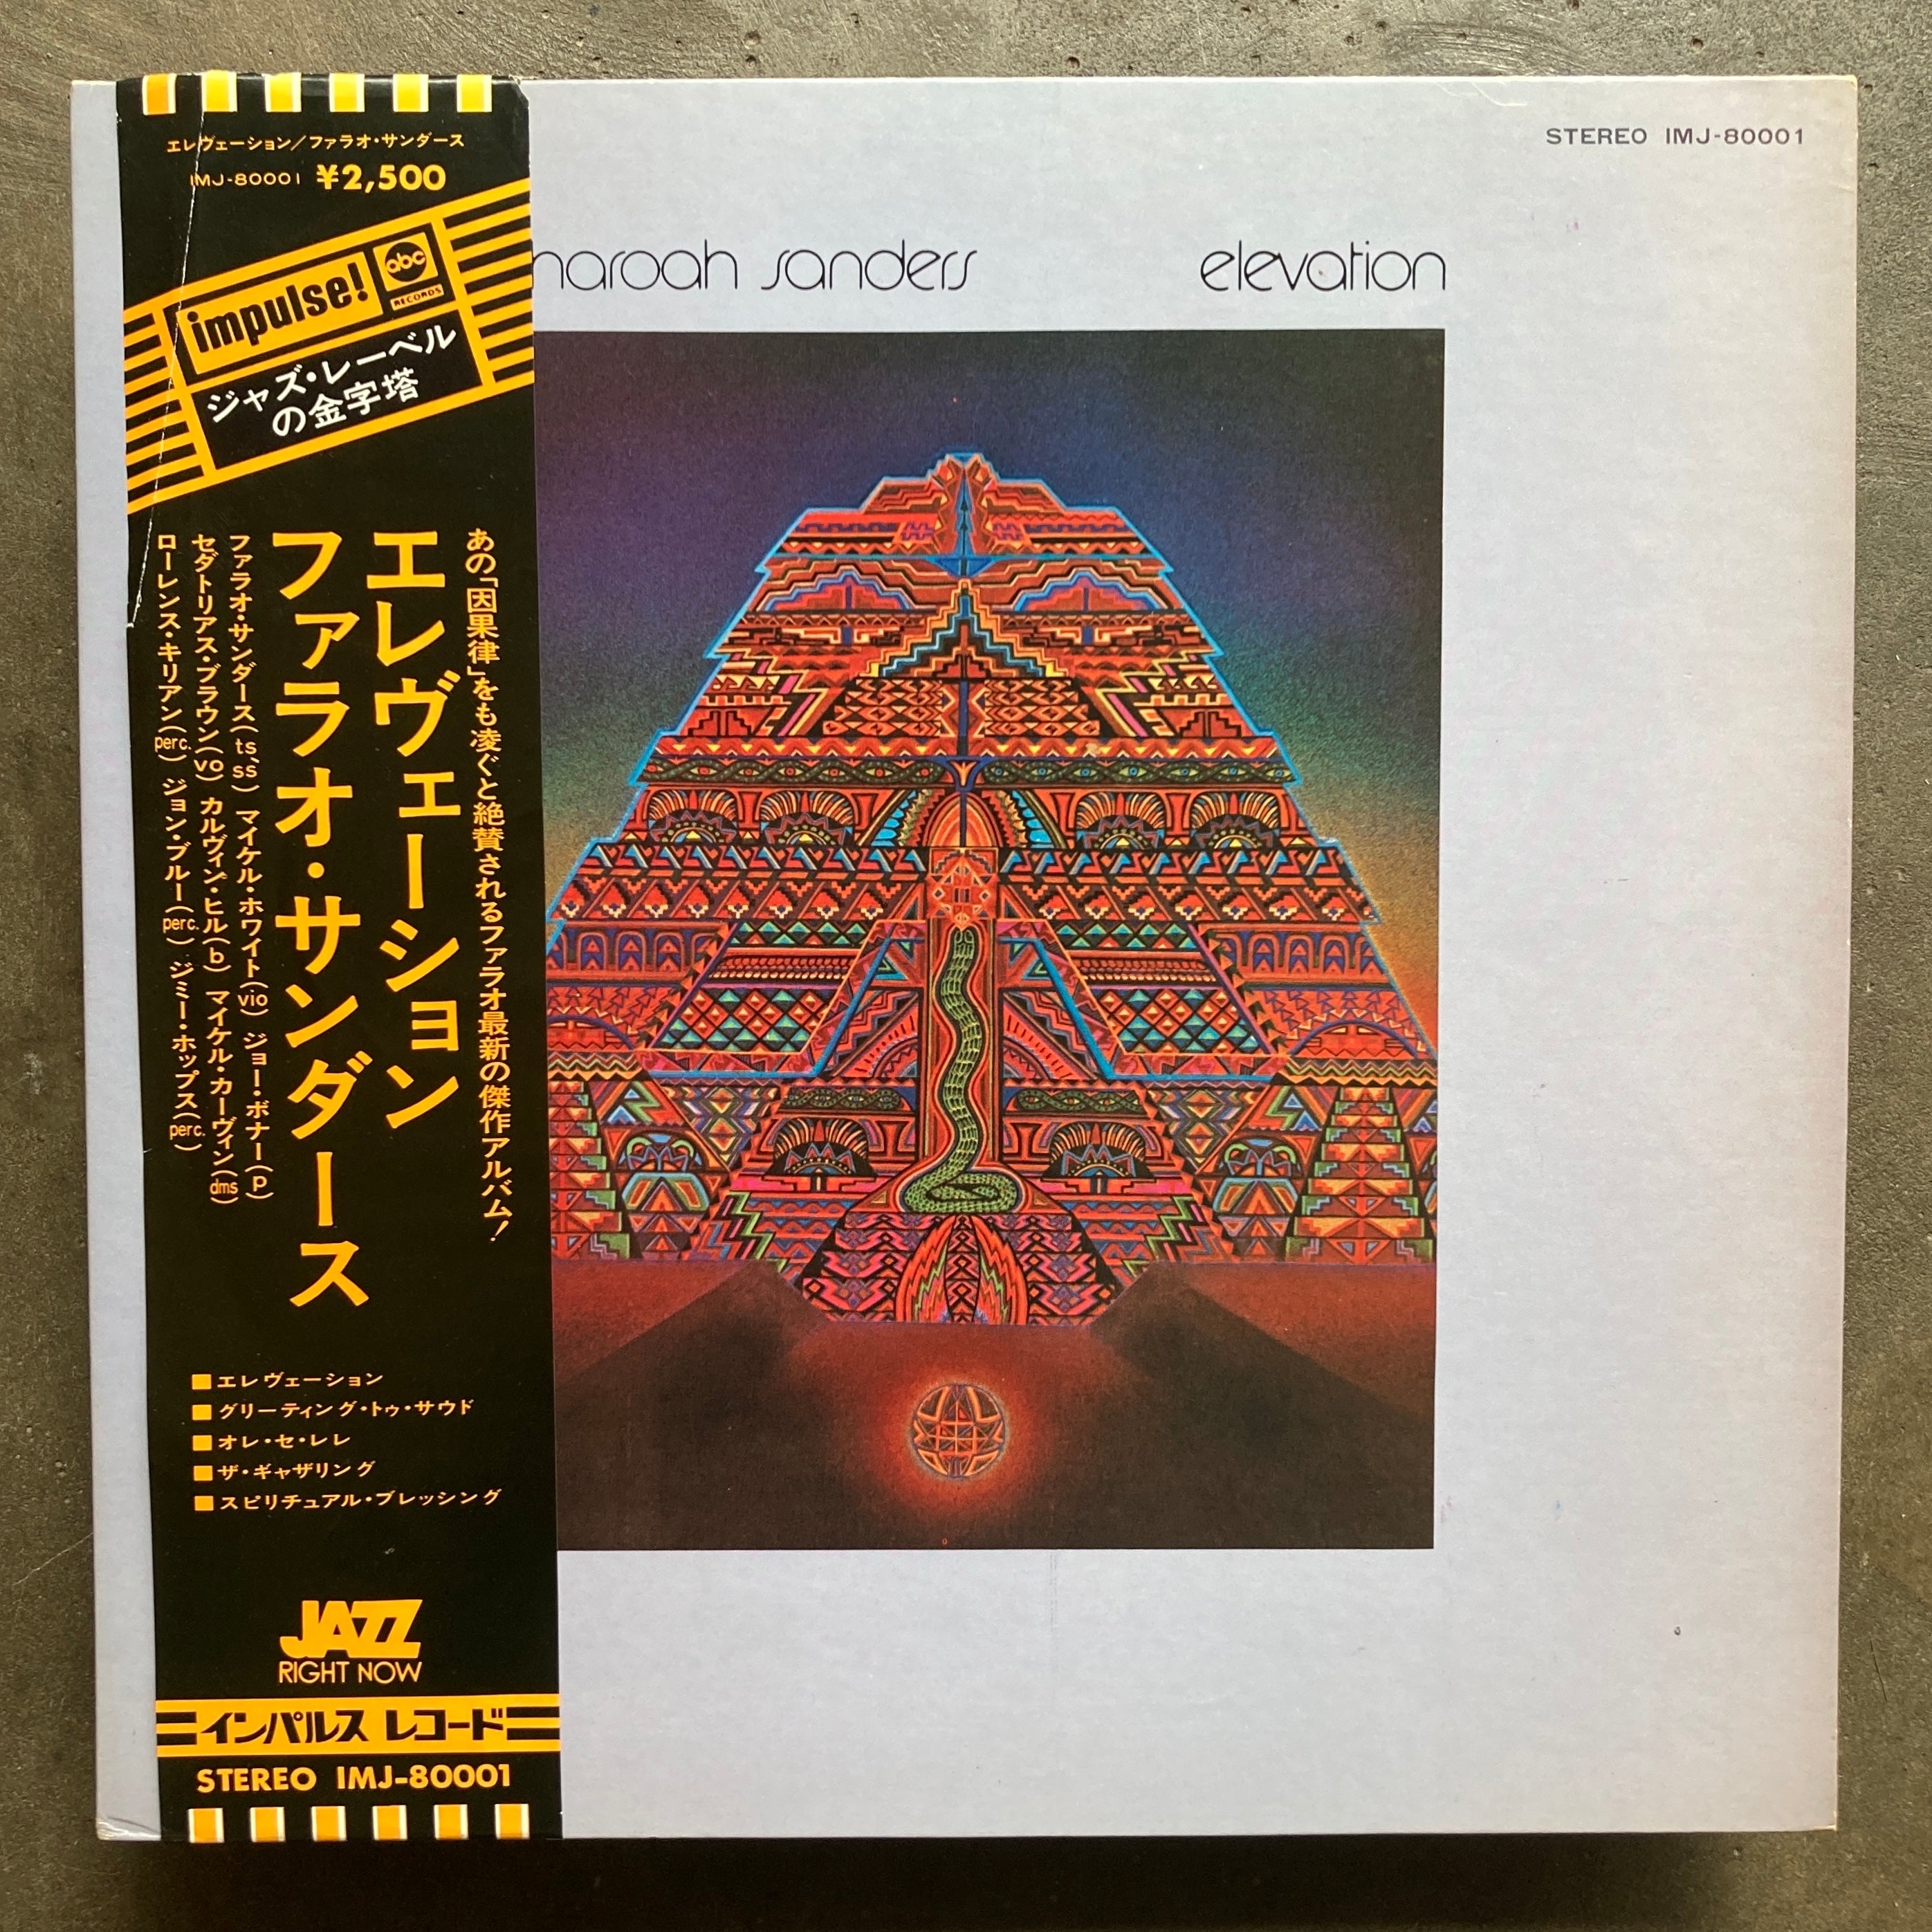 エレヴェーション／ファラオ・サンダース
IMJ-80001 ¥2,500
impulse!
abc
RECORDS
ジャズ・レーベル
の金字塔
あの「因果律」をも凌ぐと絶賛されるファラオ最新の傑作アルバム！
エレヴェーション
ファラオ・サンダース
ファラオ・サンダース(ts、ss) マイケル・ホワイト(vio) ジョー・ボナー(p)
セダトリアス・ブラウン(vo) カルヴィン・ヒル(b) マイケル・カーヴィン(dms)
ローレンス・キリアン(perc.) ジョン・ブルー(perc.) ジミー・ホップス(perc.)
■エレヴェーション
■グリーティング・トゥ・サウド
■オレ・セ・レレ
■ザ・ギャザリング
■スピリチュアル・ブレッシング
JAZZ
RIGHT NOW
インパルス レコード
STEREO IMJ-80001
STEREO IMJ-80001
haroah sanders elevation